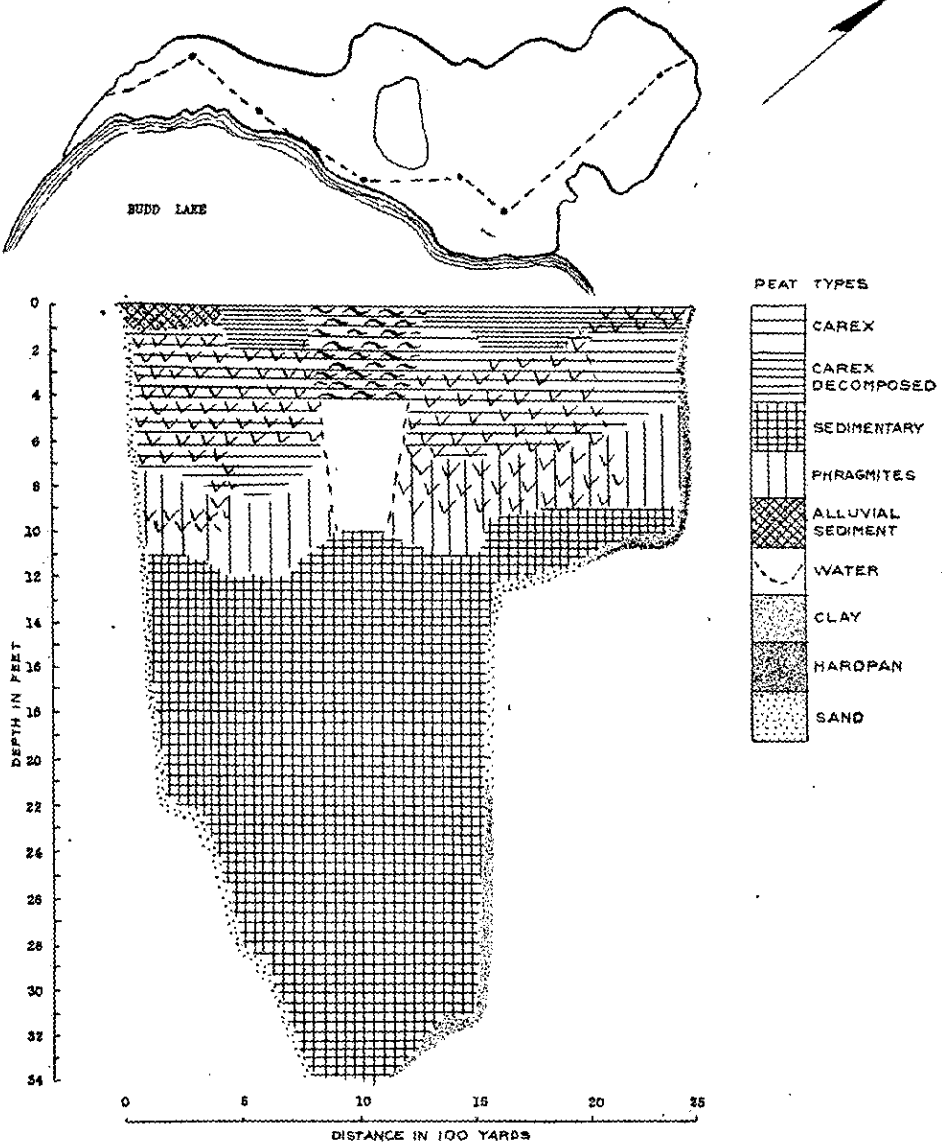 BUDD LAKE
PEAT TYPES
CAREX
CAREX
DECOMPOSED
SEDIMENTARY
PHRAGMITES
ALLUVIAL
SEDIMENT
WATER
CLAY
HARDPAN
SAND
DEPTH IN FEET
0
2
4
6
8
10
12
14
16
18
20
22
24
26
28
30
32
34
0
5
10
15
20
25
DISTANCE IN 100 YARDS